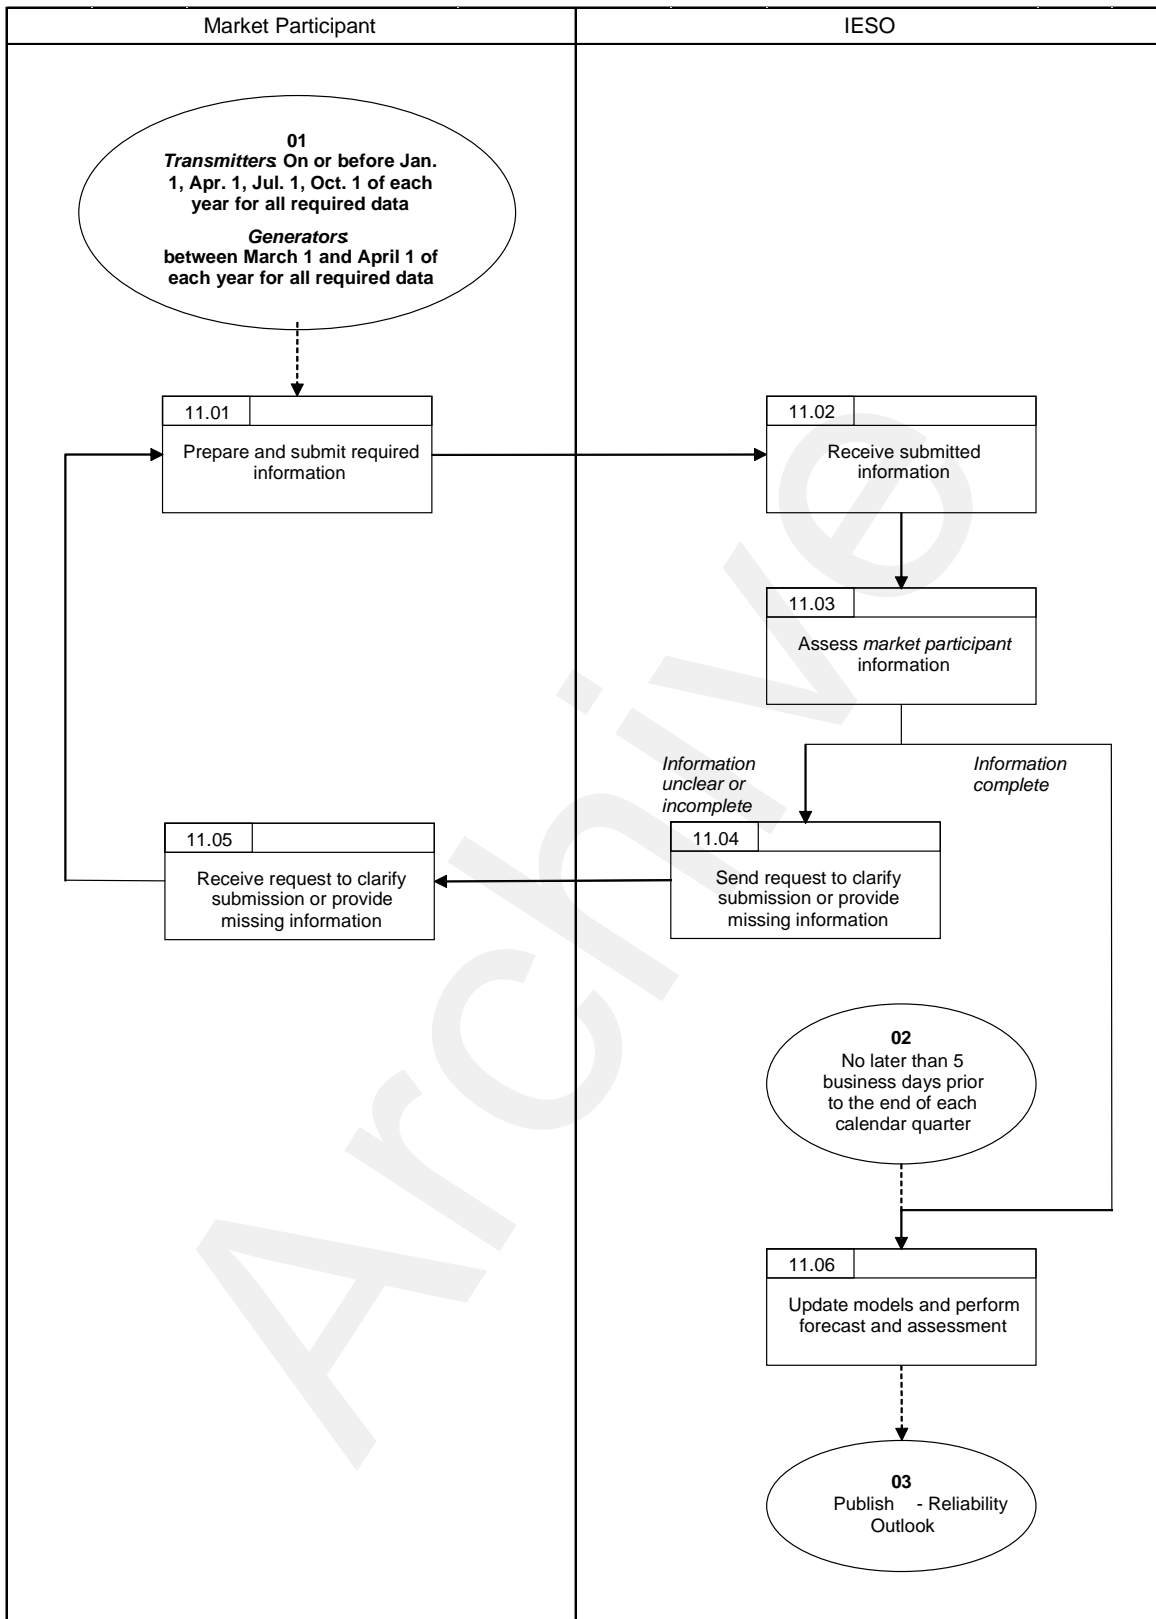 Market Participant
IESO
01
Transmitters: On or before Jan.
1, Apr. 1, Jul. 1, Oct. 1 of each
year for all required data
Generators:
between March 1 and April 1 of
each year for all required data
11.01
Prepare and submit required
information
11.02
Receive submitted
information
11.03
Assess market participant
information
Information
unclear or
incomplete
Information
complete
11.05
Receive request to clarify
submission or provide
missing information
11.04
Send request to clarify
submission or provide
missing information
02
No later than 5
business days prior
to the end of each
calendar quarter
11.06
Update models and perform
forecast and assessment
03
Publish - Reliability
Outlook
Archive